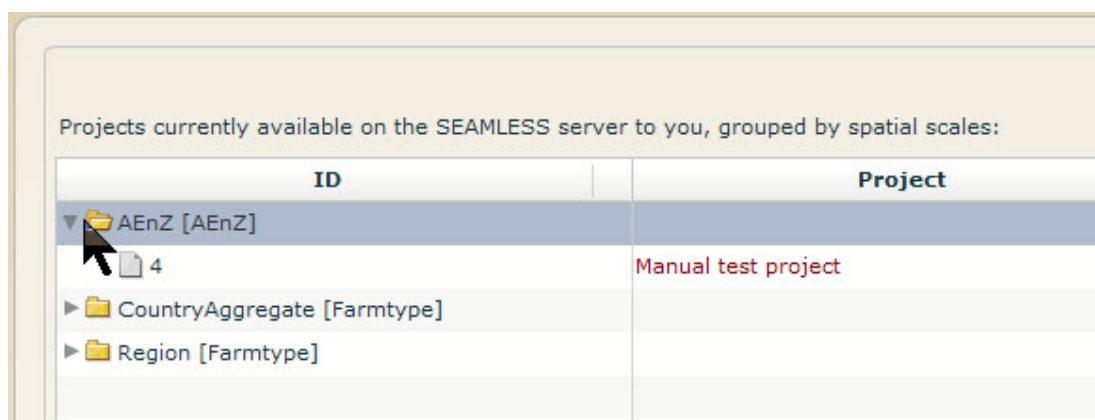 Projects currently available on the SEAMLESS server to you, grouped by spatial scales:
ID Project
AEnZ [AEnZ]
4 Manual test project
CountryAggregate [Farmtype]
Region [Farmtype]